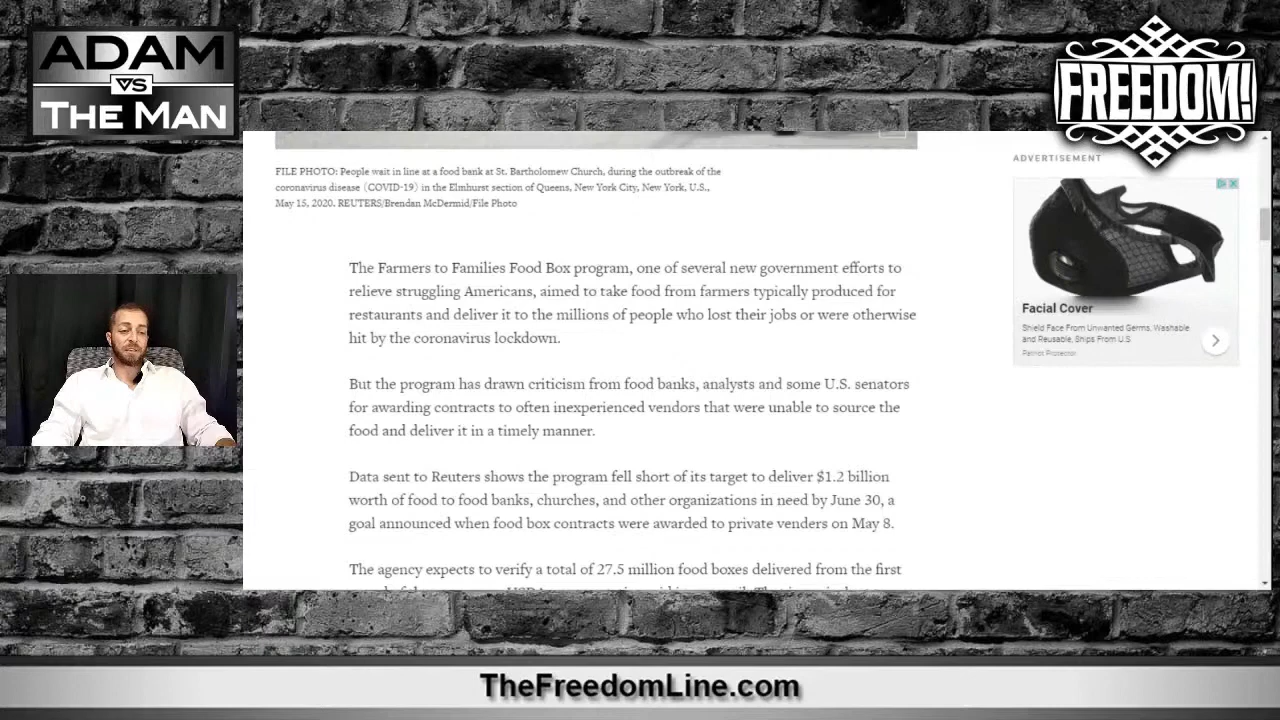 ADAM
VS
THE MAN
FREEDOM!
ADVERTISEMENT
FILE PHOTO: People wait in line at a food bank at St. Bartholomew Church, during the outbreak of the
coronavirus disease (COVID-19) in the Elmhurst section of Queens, New York City, New York, U.S.,
May 15, 2020. REUTERS/Brendan McDermid/File Photo
The Farmers to Families Food Box program, one of several new government efforts to
relieve struggling Americans, aimed to take food from farmers typically produced for
restaurants and deliver it to the millions of people who lost their jobs or were otherwise
hit by the coronavirus lockdown.
But the program has drawn criticism from food banks, analysts and some U.S. senators
for awarding contracts to often inexperienced vendors that were unable to source the
food and deliver it in a timely manner.
Data sent to Reuters shows the program fell short of its target to deliver $1.2 billion
worth of food to food banks, churches, and other organizations in need by June 30, a
goal announced when food box contracts were awarded to private venders on May 8.
The agency expects to verify a total of 27.5 million food boxes delivered from the first
Facial Cover
Shield Face From Unwanted Germs, Washable
and Reusable, Ships From U.S
Patriot Protector
TheFreedomLine.com